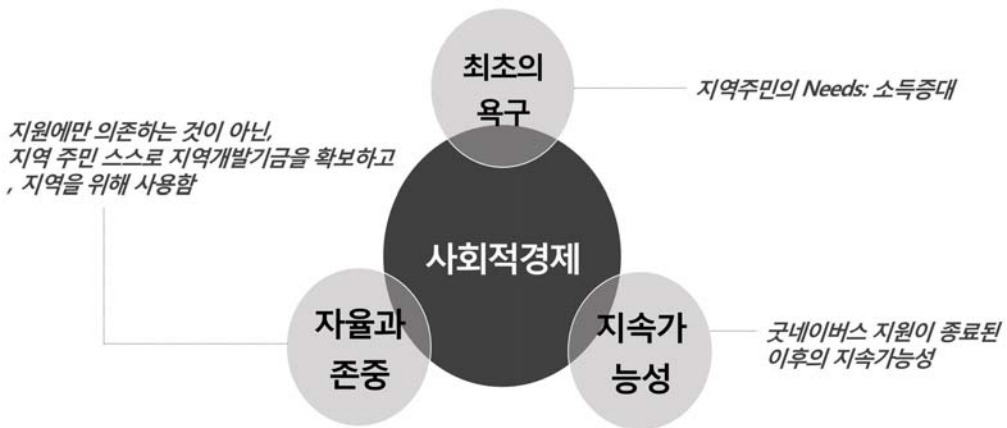 최초의
욕구
지역주민의 Needs: 소득증대
지원에만 의존하는 것이 아닌,
지역 주민 스스로 지역개발기금을 확보하고
, 지역을 위해 사용함
사회적경제
자율과
존중
지속가
능성
굿네이버스 지원이 종료된
이후의 지속가능성